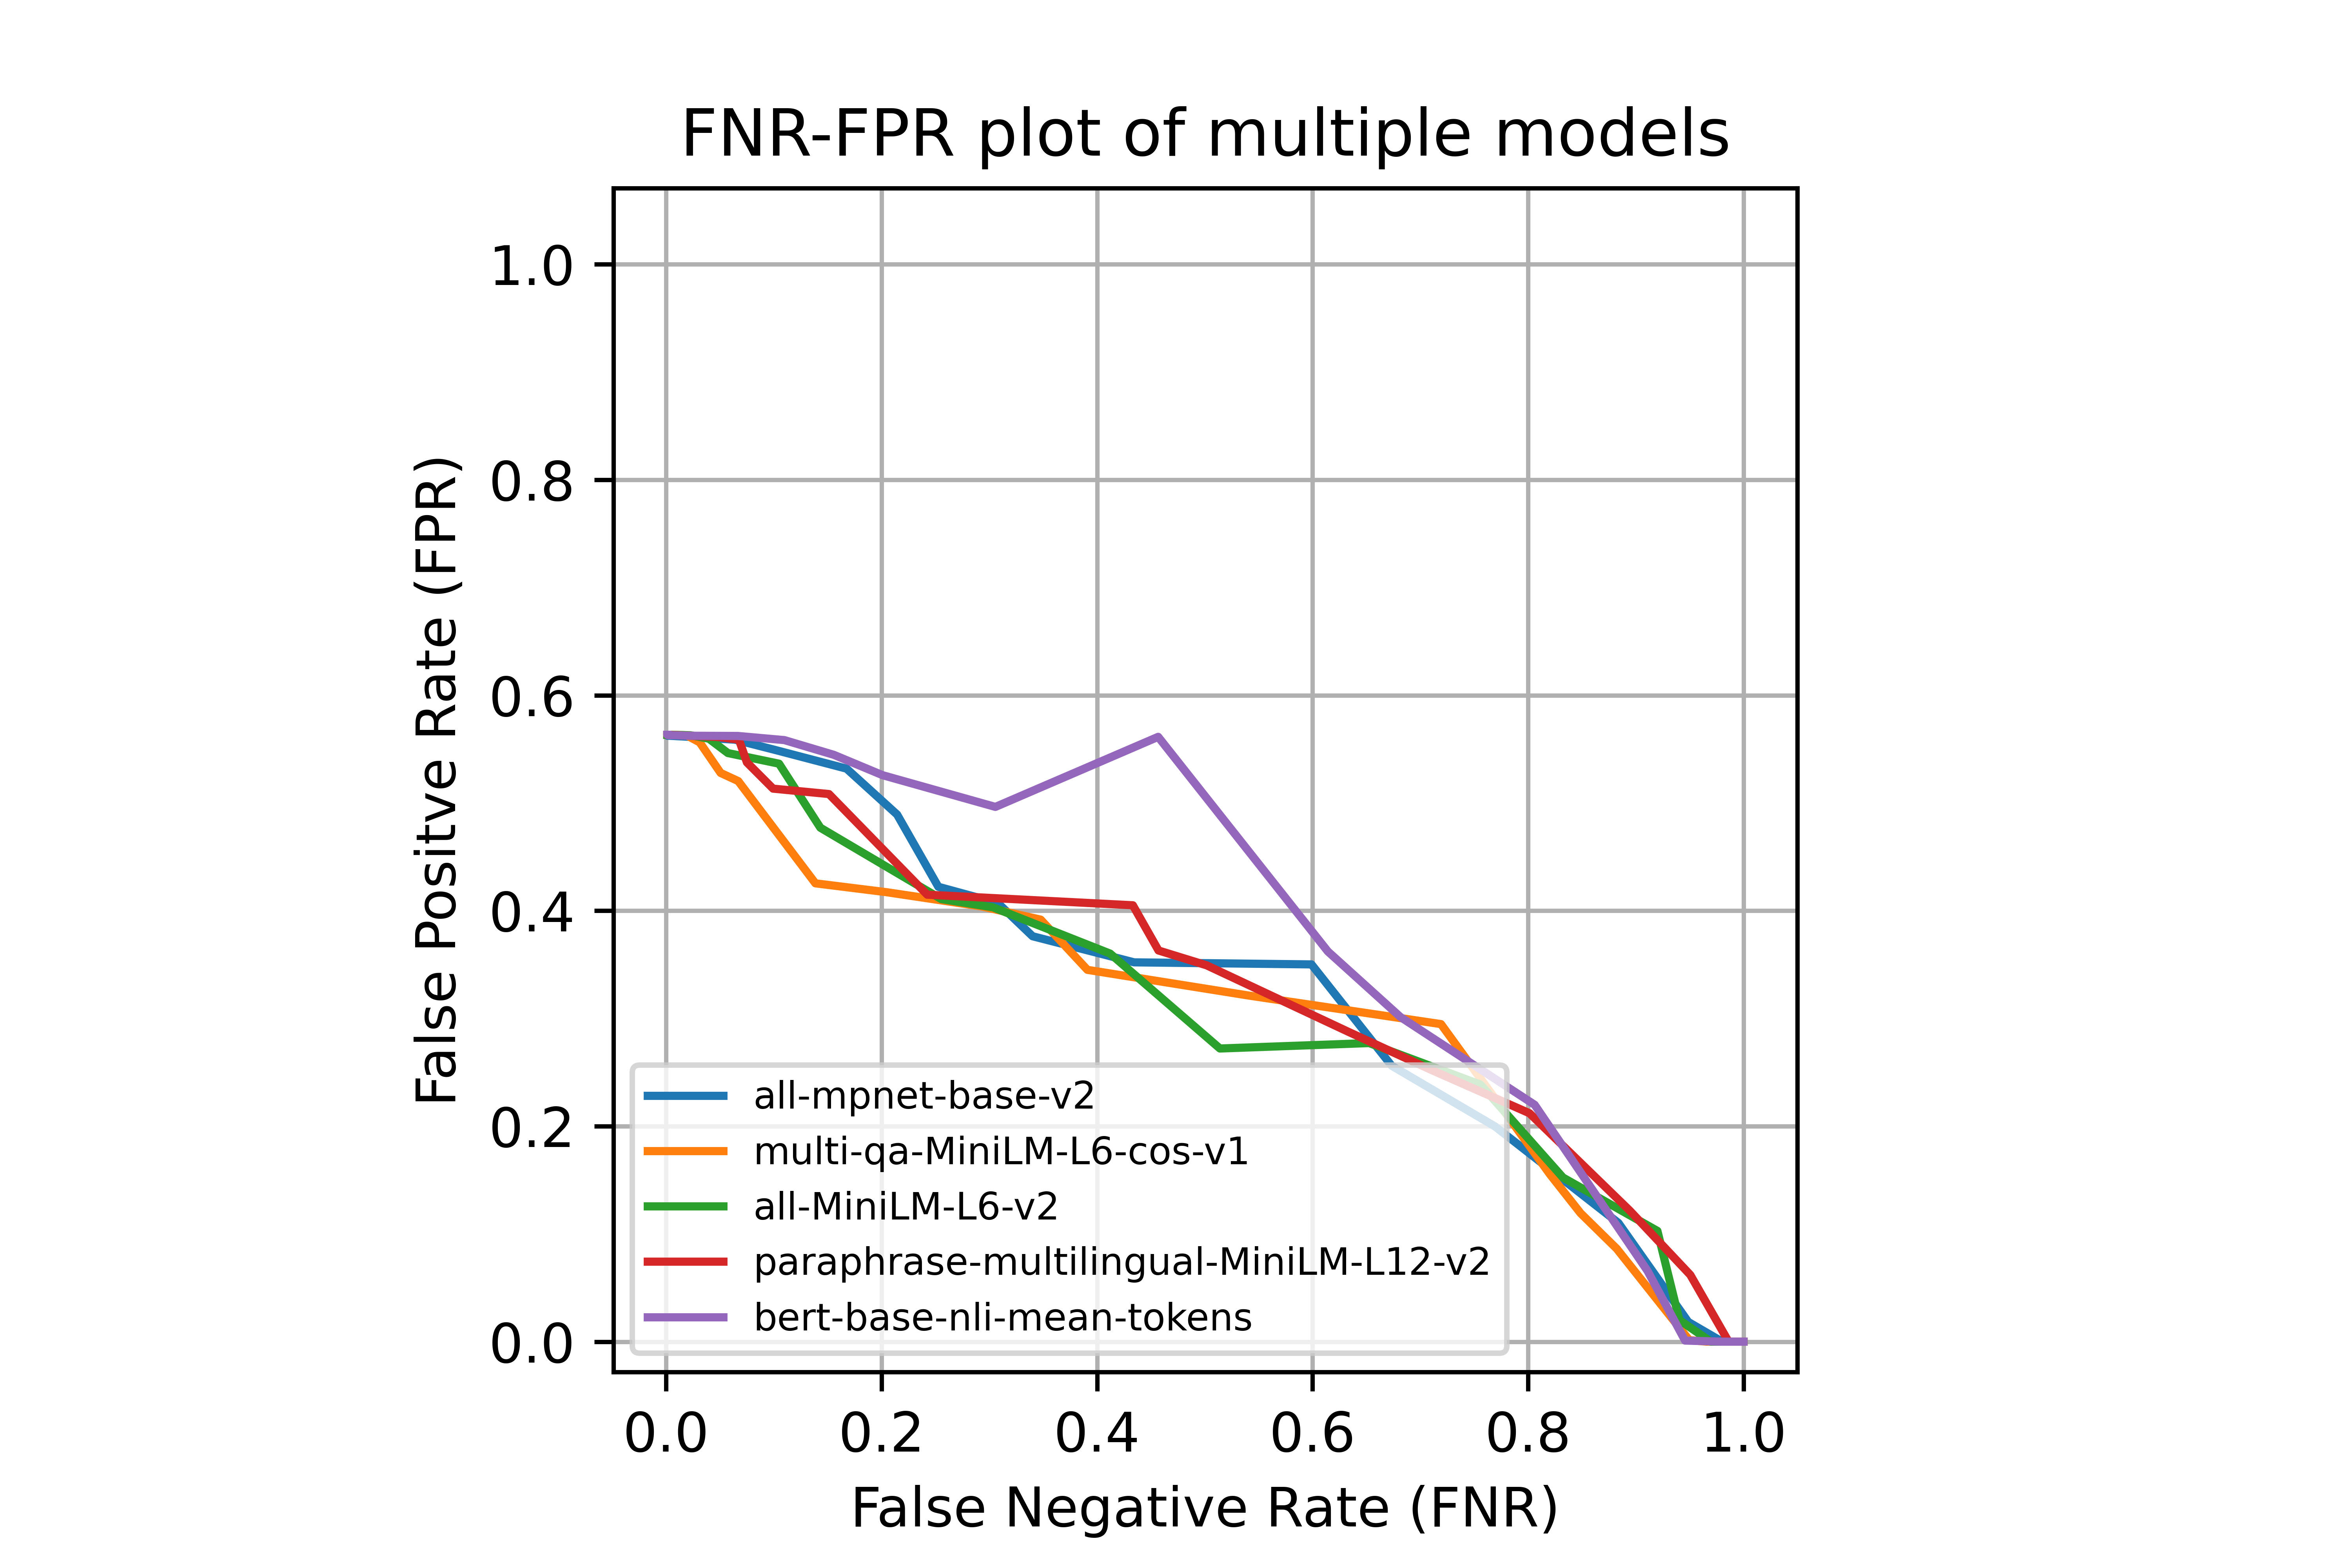 FNR-FPR plot of multiple models
False Positve Rate (FPR)
1.0
0.8
0.6
0.4
0.2
0.0
all-mpnet-base-v2
multi-qa-MiniLM-L6-cos-v1
all-MiniLM-L6-v2
paraphrase-multilingual-MiniLM-L12-v2
bert-base-nli-mean-tokens
0.0 0.2 0.4 0.6 0.8 1.0
False Negative Rate (FNR)